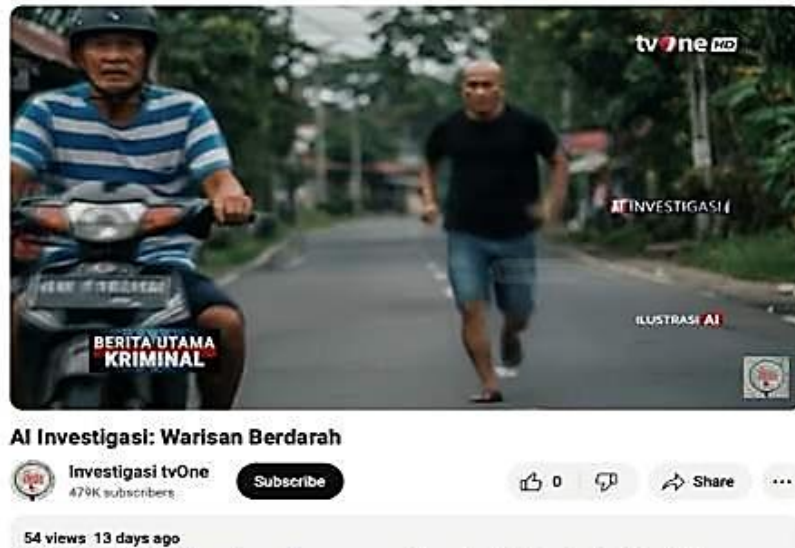 tvOne HD
AI INVESTIGASI
ILUSTRASI AI
BERITA UTAMA
KRIMINAL
AI Investigasi: Warisan Berdarah
Investigasi tvOne
479K subscribers
Subscribe
0
Share
54 views 13 days ago